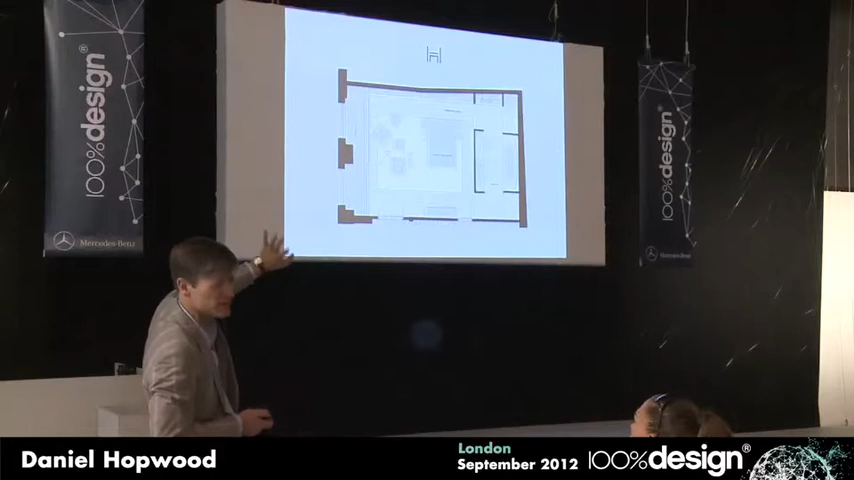 100%design®
Mercedes-Benz
H
100%design®
Mercedes-Benz
Daniel Hopwood
London
September 2012
100%design®